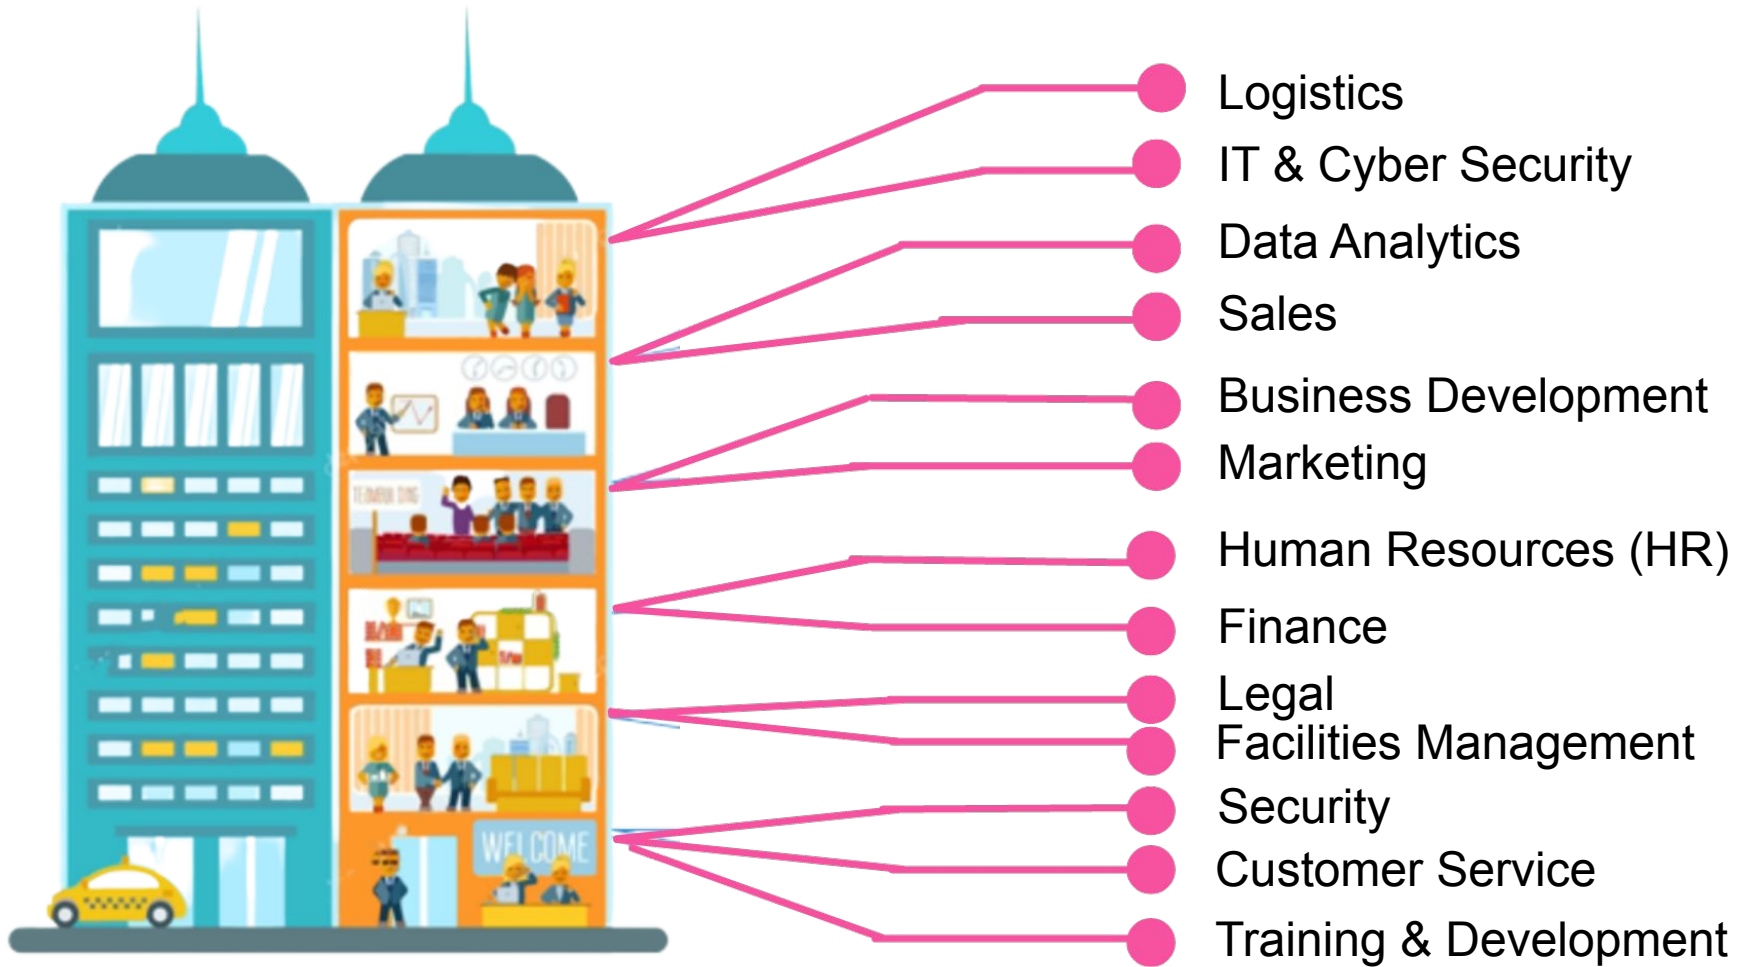 Logistics
IT & Cyber Security
Data Analytics
Sales
Business Development
Marketing
Human Resources (HR)
Finance
Legal
Facilities Management
Security
WELCOME
Customer Service
Training & Development